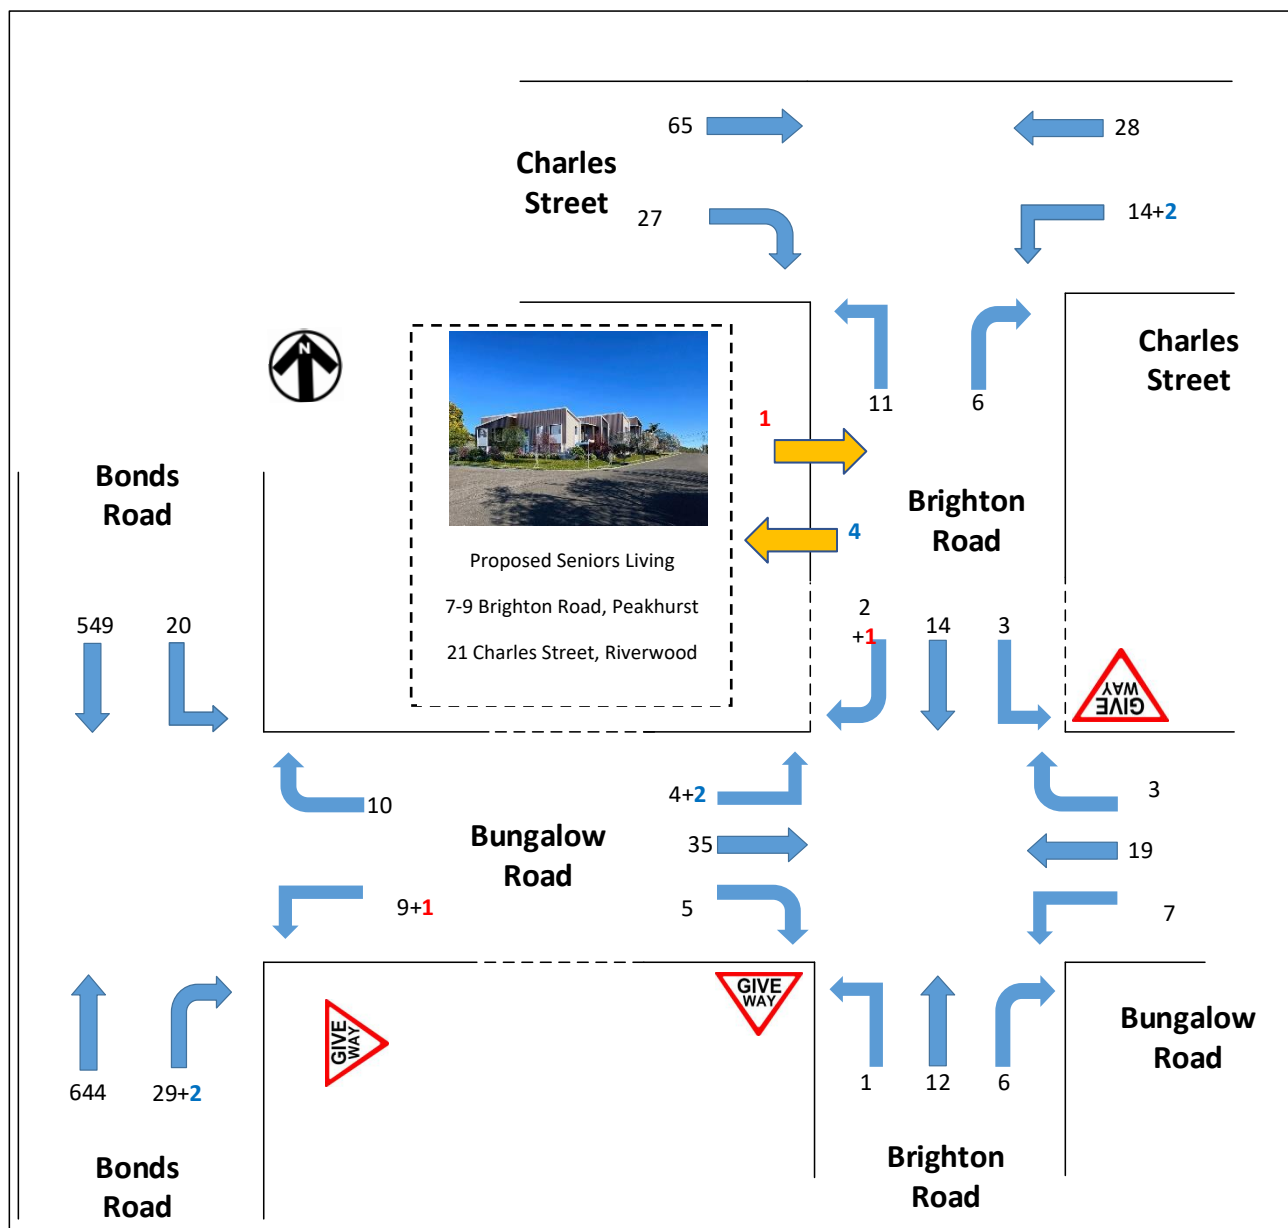 65
28
Charles
Street
27
14+2
N
Charles
Street
11
6
1
Bonds
Road
Brighton
Road
4
Proposed Seniors Living
7-9 Brighton Road, Peakhurst
21 Charles Street, Riverwood
549
20
2
+1
14
3
GIVE
WAY
10
4+2
3
Bungalow
Road
35
19
9+1
5
7
GIVE
WAY
GIVE
WAY
Bungalow
Road
644
29+2
1
12
6
Bonds
Road
Brighton
Road